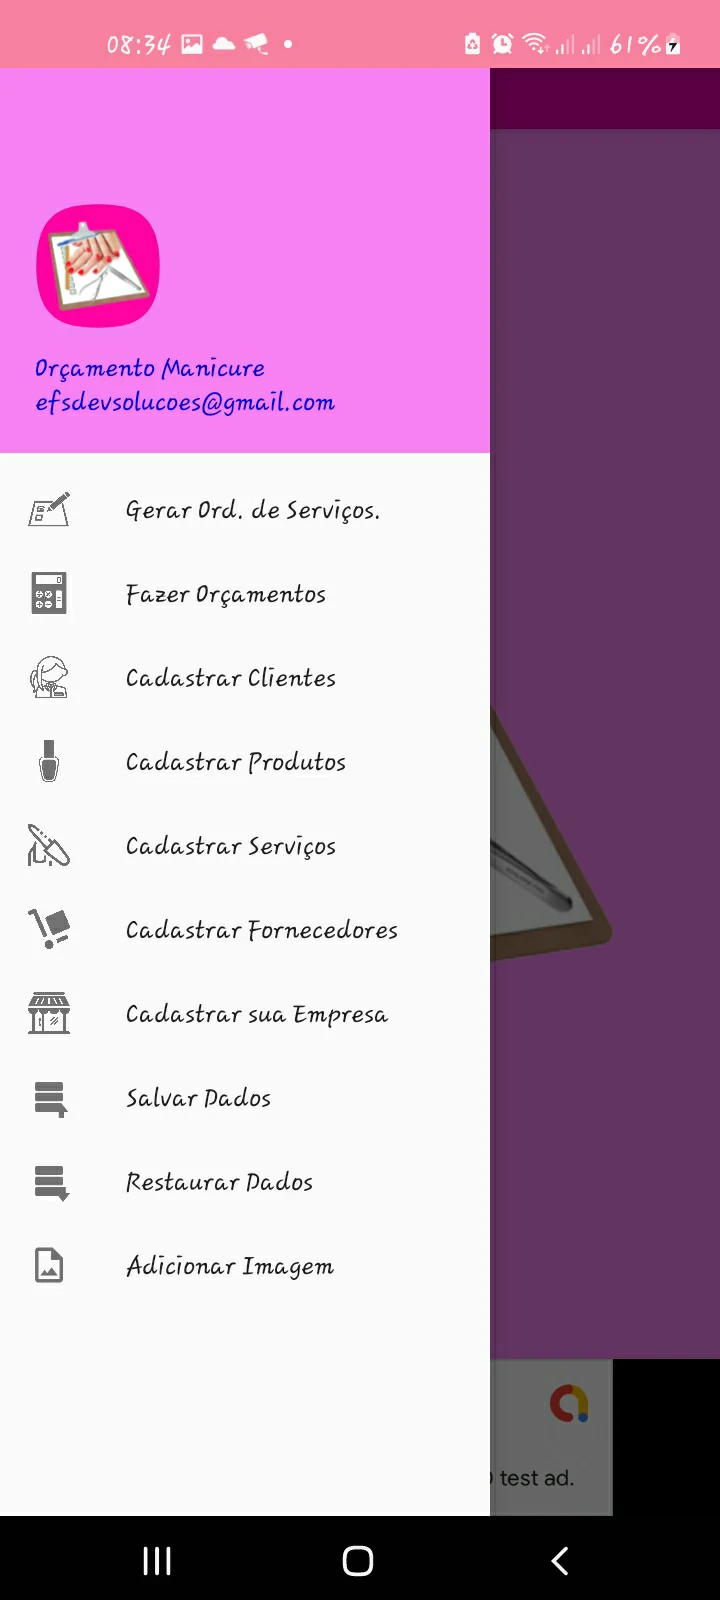 08:34
61%
Orçamento Manicure
efsdevsolucoes@gmail.com
Gerar Ord. de Serviços.
Fazer Orçamentos
Cadastrar Clientes
Cadastrar Produtos
Cadastrar Serviços
Cadastrar Fornecedores
Cadastrar sua Empresa
Salvar Dados
Restaurar Dados
Adicionar Imagem
test ad.